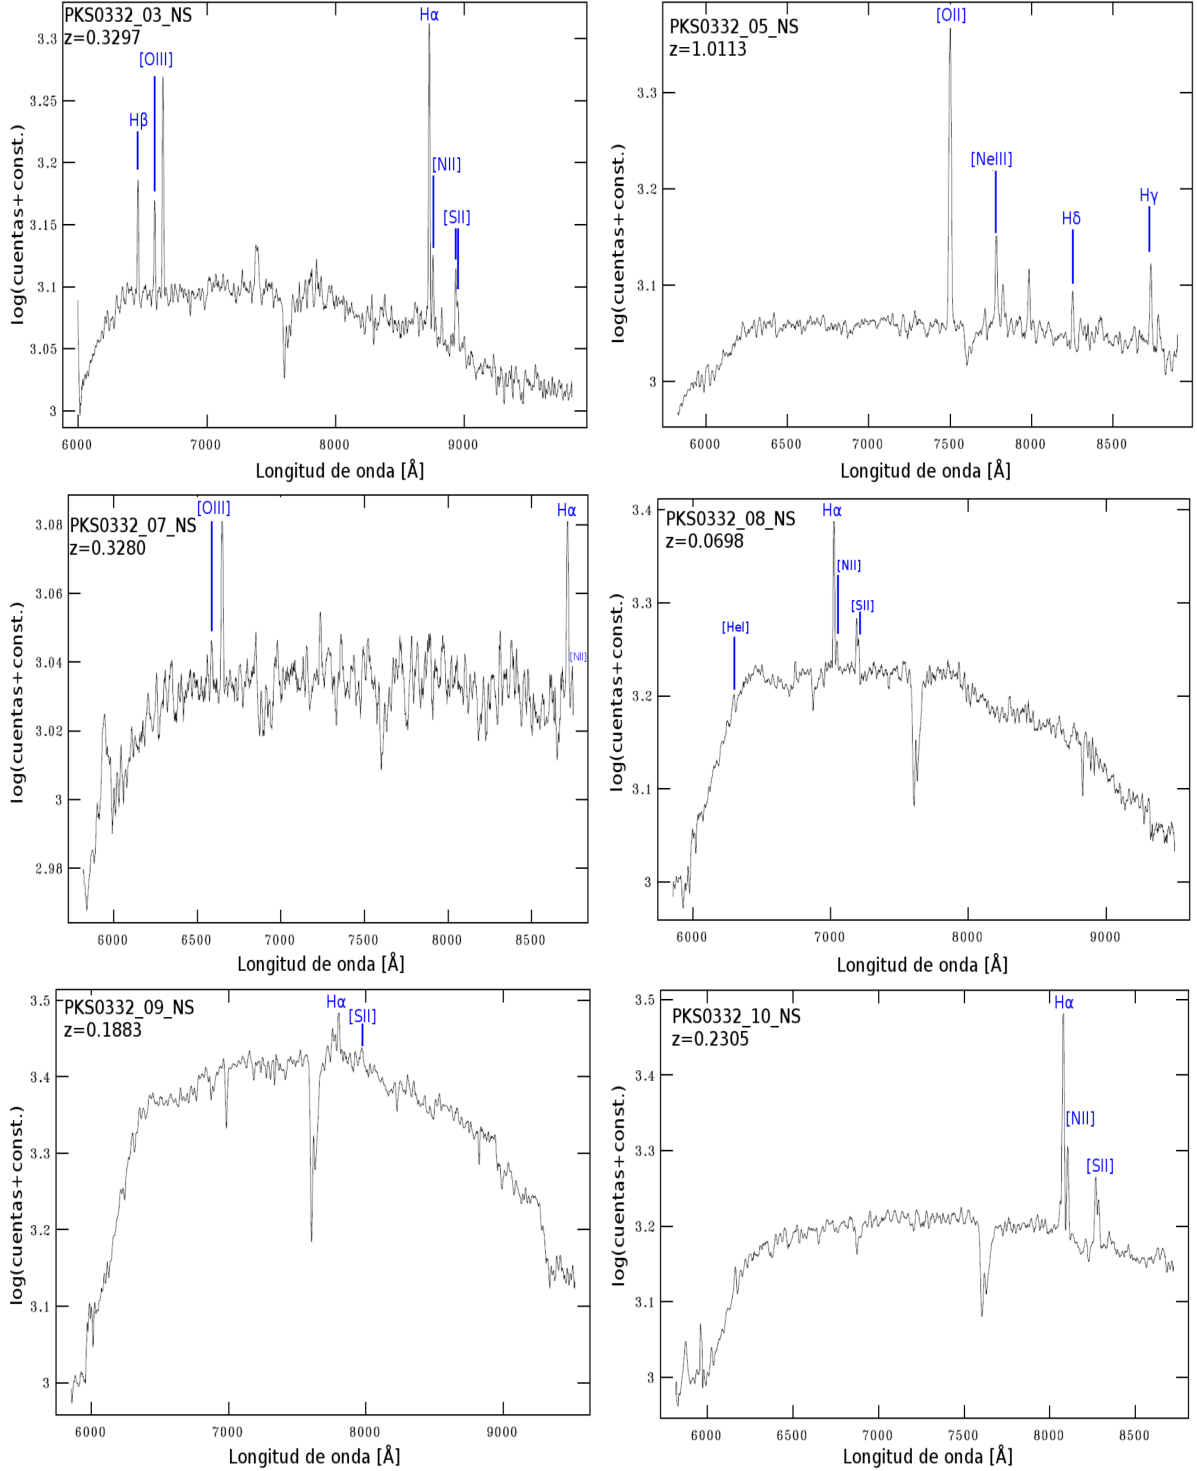 PKS0332_03_NS
z=0.3297
Hα
[OIII]
Hβ
[NII]
[SII]
3.3
3.25
3.2
3.15
3.1
3.05
3
log(cuentas+const.)
6000 7000 8000 9000
Longitud de onda [Å]
PKS0332_05_NS
z=1.0113
[OII]
[NeIII]
Hδ
Hγ
3.3
3.2
3.1
3
log(cuentas+const.)
6000 6500 7000 7500 8000 8500
Longitud de onda [Å]
PKS0332_07_NS
z=0.3280
[OIII]
Hα
[NII]
3.08
3.06
3.04
3.02
3
2.98
log(cuentas+const.)
6000 6500 7000 7500 8000 8500
Longitud de onda [Å]
PKS0332_08_NS
z=0.0698
Hα
[NII]
[SII]
[HeI]
3.4
3.3
3.2
3.1
3
log(cuentas+const.)
6000 7000 8000 9000
Longitud de onda [Å]
PKS0332_09_NS
z=0.1883
Hα
[SII]
3.5
3.4
3.3
3.2
3.1
3
log(cuentas+const.)
6000 7000 8000 9000
Longitud de onda [Å]
PKS0332_10_NS
z=0.2305
Hα
[NII]
[SII]
3.5
3.4
3.3
3.2
3.1
3
log(cuentas+const.)
6000 6500 7000 7500 8000 8500
Longitud de onda [Å]